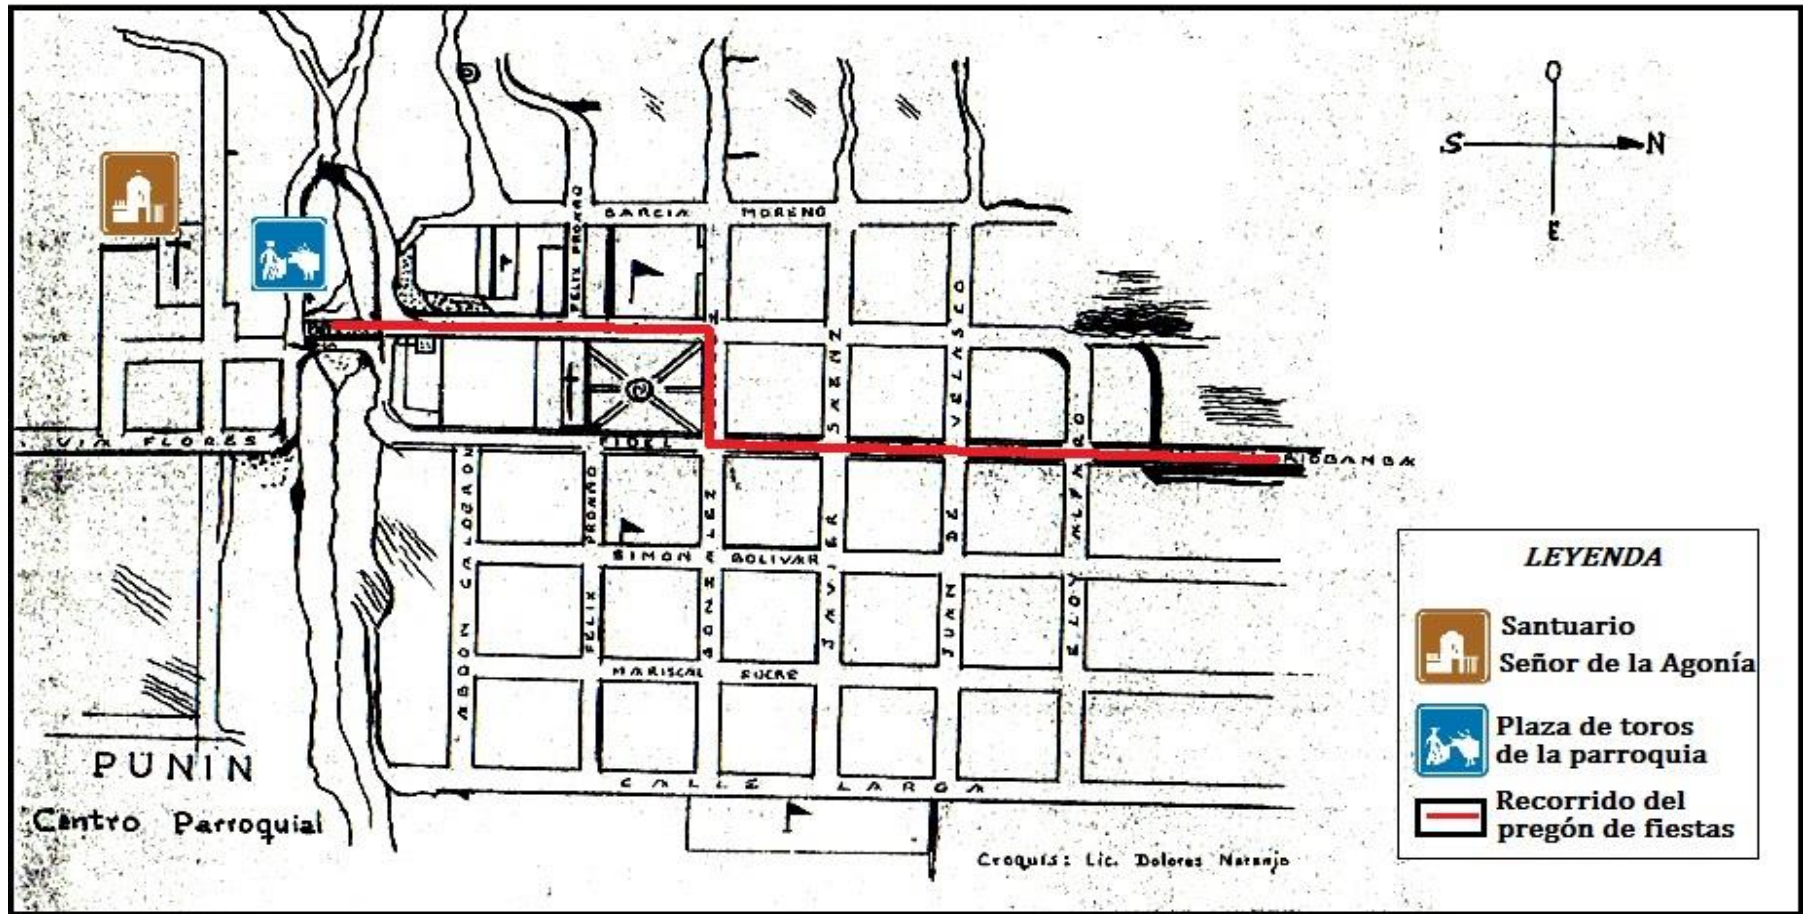 O
S N
E
GARCIA MORENO
FELIX PROAÑO
SAENZ
VELASCO
VIA FLORES
FIDEL
RIOBAMBA
ALFARO
PROAÑO
GONZALEZ
JAVIER
DE
SIMON BOLIVAR
FELIX
JUAN
ELOY
MARISCAL SUCRE
CALLE LARGA
PUNIN
Centro Parroquial
Croquis: Lic. Dolores Naranjo
LEYENDA
Santuario
Señor de la Agonía
Plaza de toros
de la parroquia
Recorrido del
pregón de fiestas